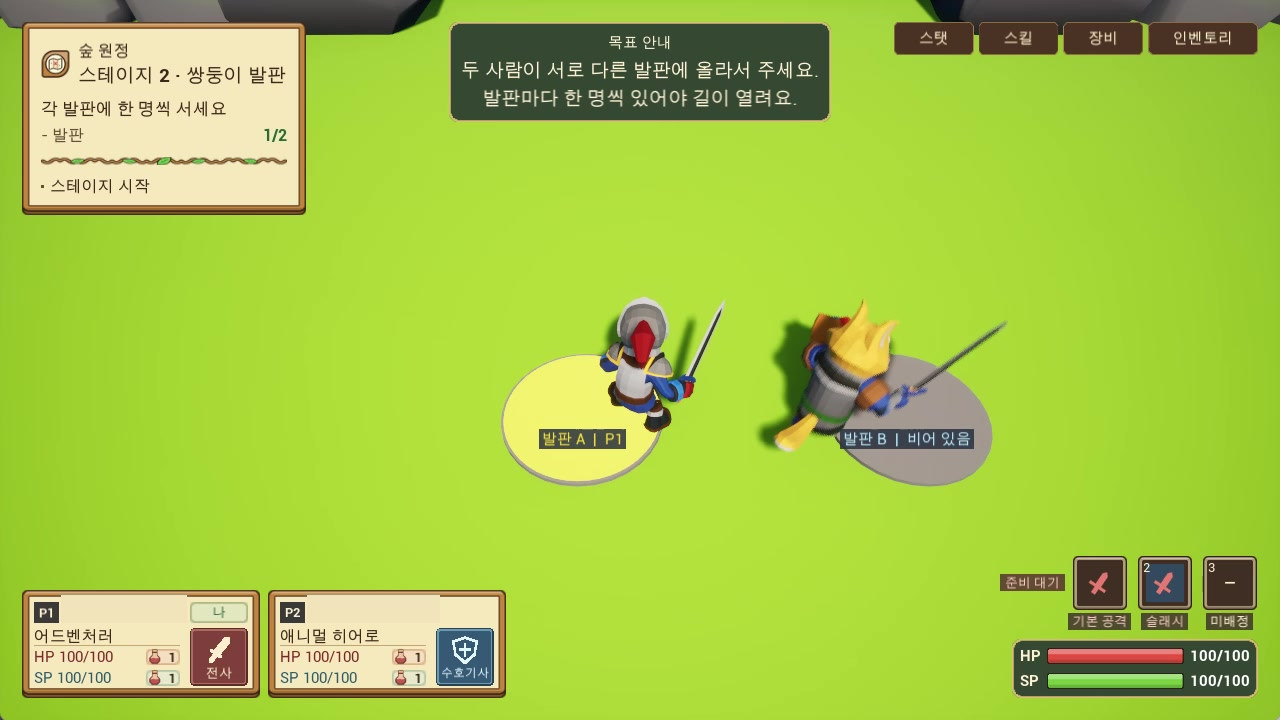 숲 원정
스테이지 2 · 쌍둥이 발판
각 발판에 한 명씩 서세요
- 발판 1/2
· 스테이지 시작
목표 안내
두 사람이 서로 다른 발판에 올라서 주세요.
발판마다 한 명씩 있어야 길이 열려요.
스탯 스킬 장비 인벤토리
발판 A | P1
발판 B | 비어 있음
P1 나
어드벤처러
HP 100/100 1
SP 100/100 1
전사
P2
애니멀 히어로
HP 100/100 1
SP 100/100 1
수호기사
준비 대기
2
3
기본 공격 슬래시 미배정
HP 100/100
SP 100/100